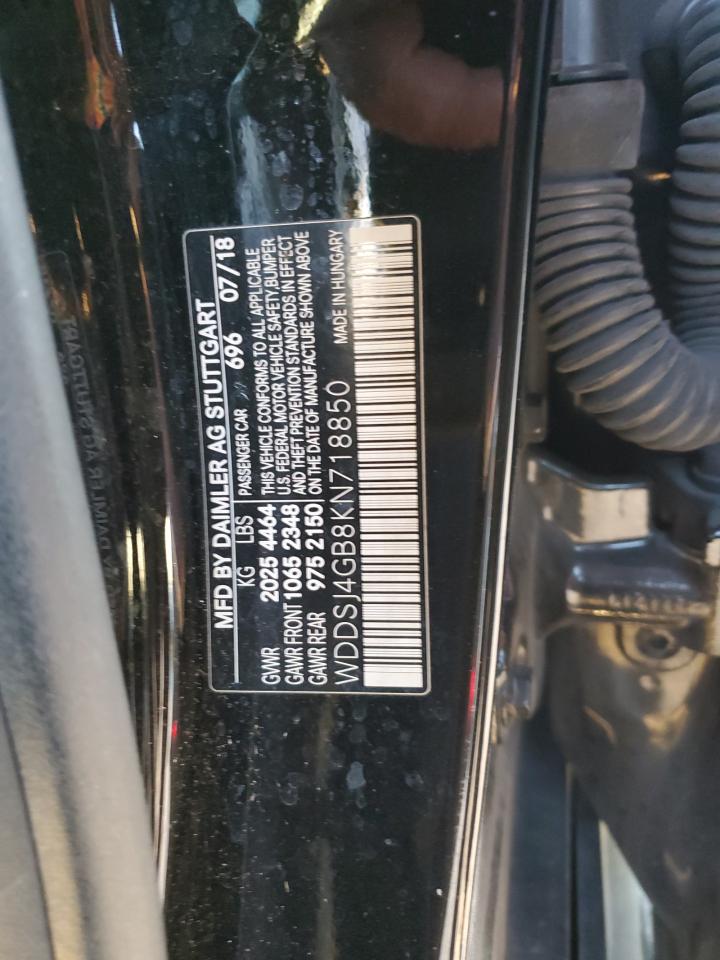 MFD BY DAIMLER AG STUTTGART
KG LBS PASSENGER CAR 696 07/18
GVWR 2025 4464 THIS VEHICLE CONFORMS TO ALL APPLICABLE
U.S. FEDERAL MOTOR VEHICLE SAFETY, BUMPER
GAWR FRONT 1065 2348 AND THEFT PREVENTION STANDARDS IN EFFECT
GAWR REAR 975 2150 ON THE DATE OF MANUFACTURE SHOWN ABOVE
WDDSJ4GB8KN718850 MADE IN HUNGARY